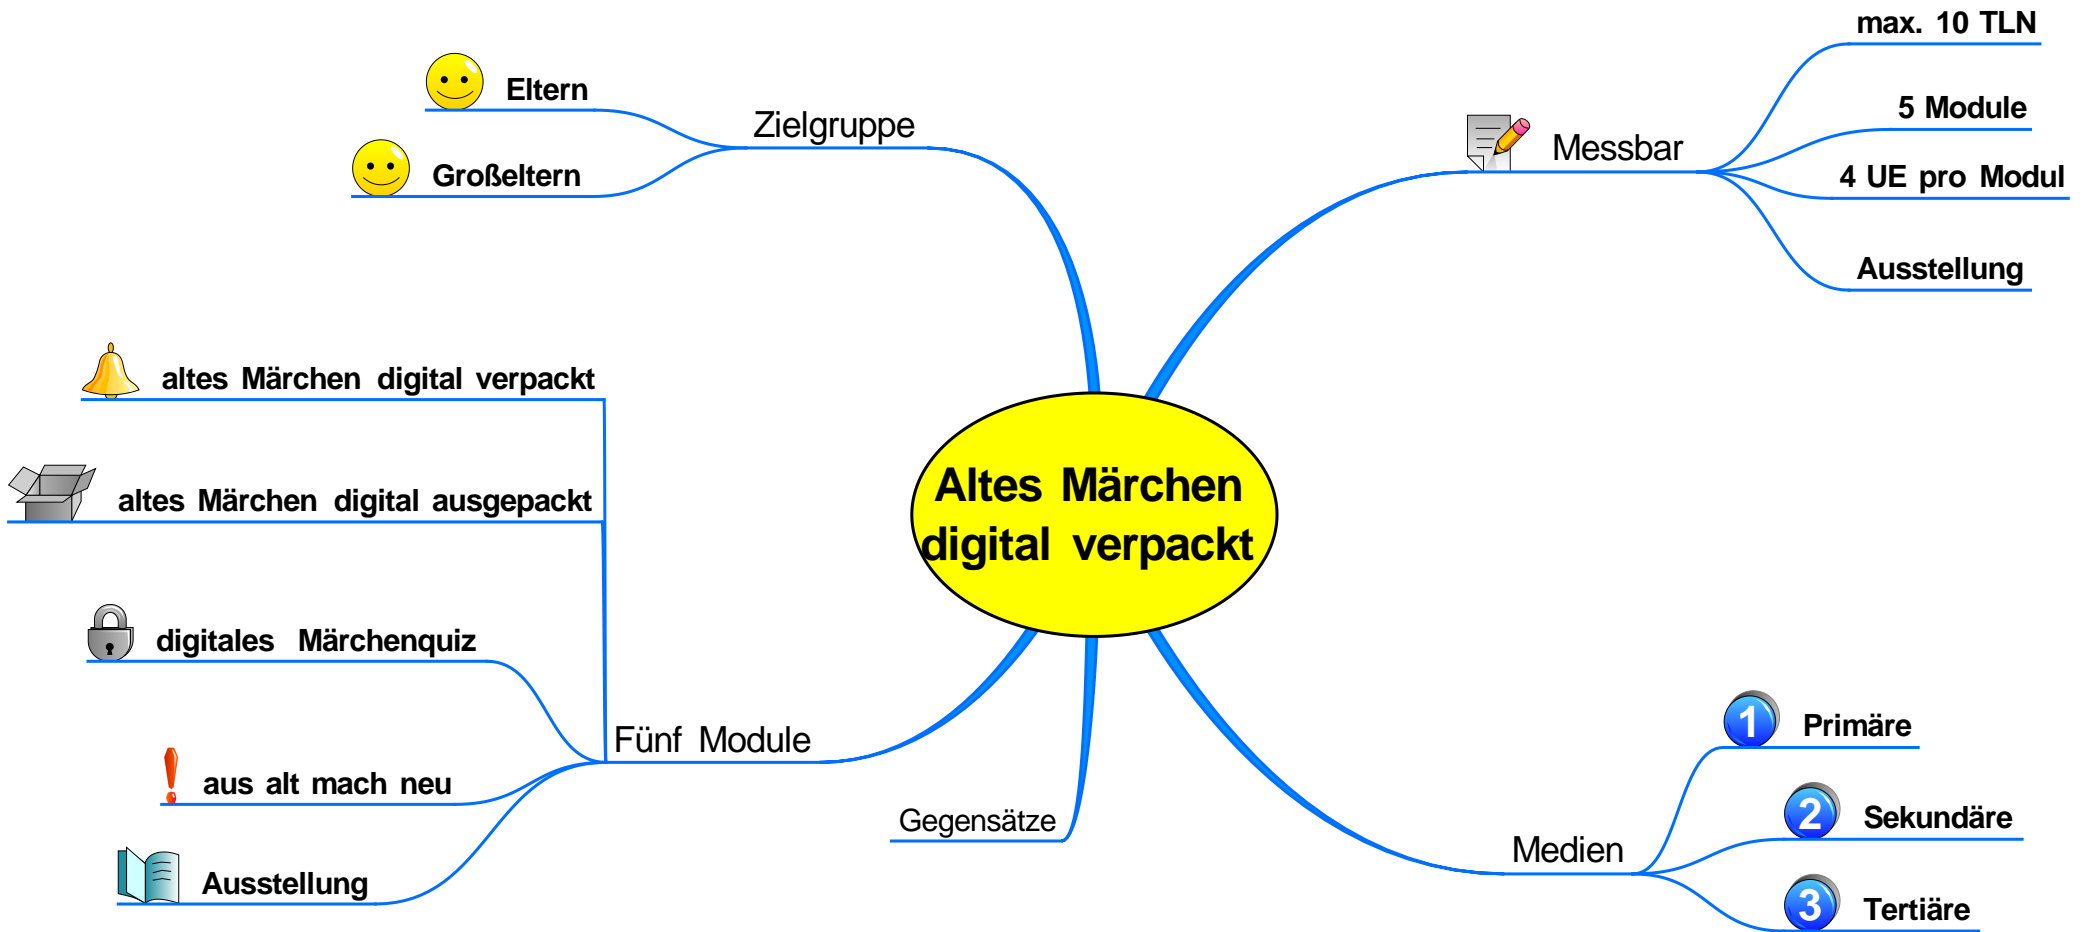 Altes Märchen
digital verpackt
Zielgruppe
Eltern
Großeltern
Messbar
max. 10 TLN
5 Module
4 UE pro Modul
Ausstellung
Fünf Module
altes Märchen digital verpackt
altes Märchen digital ausgepackt
digitales Märchenquiz
aus alt mach neu
Ausstellung
Gegensätze
Medien
1 Primäre
2 Sekundäre
3 Tertiäre